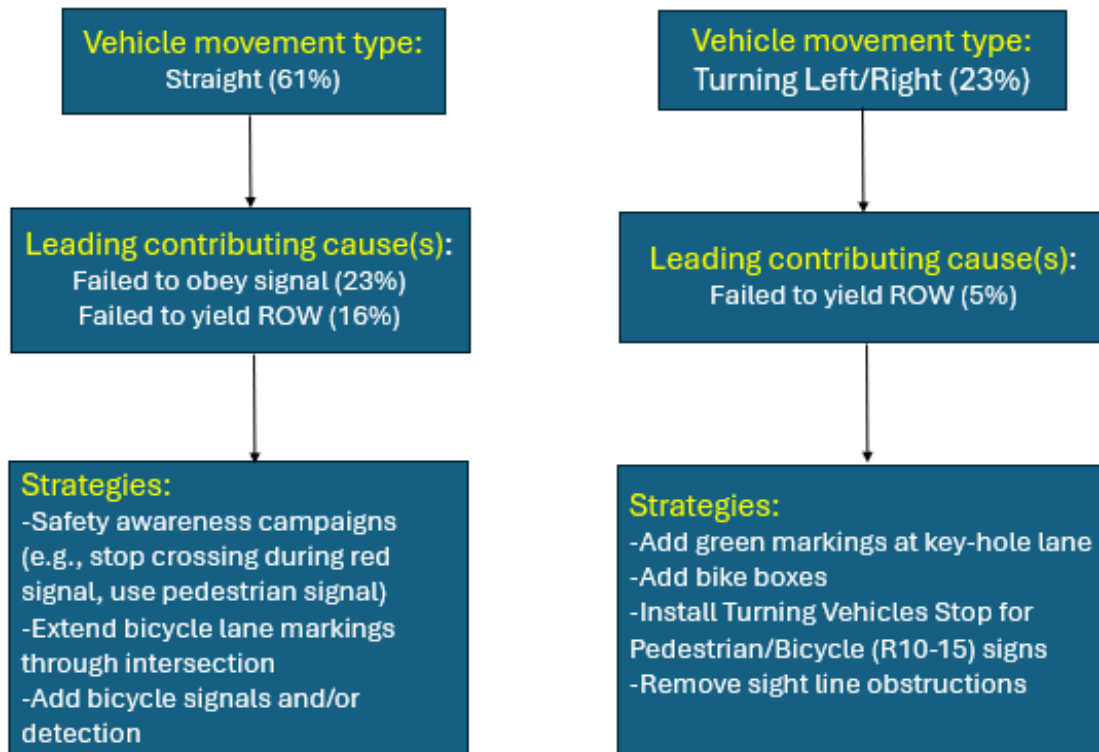 Vehicle movement type:
Straight (61%)
Leading contributing cause(s):
Failed to obey signal (23%)
Failed to yield ROW (16%)
Strategies:
-Safety awareness campaigns
(e.g., stop crossing during red
signal, use pedestrian signal)
-Extend bicycle lane markings
through intersection
-Add bicycle signals and/or
detection
Vehicle movement type:
Turning Left/Right (23%)
Leading contributing cause(s):
Failed to yield ROW (5%)
Strategies:
-Add green markings at key-hole lane
-Add bike boxes
-Install Turning Vehicles Stop for
Pedestrian/Bicycle (R10-15) signs
-Remove sight line obstructions